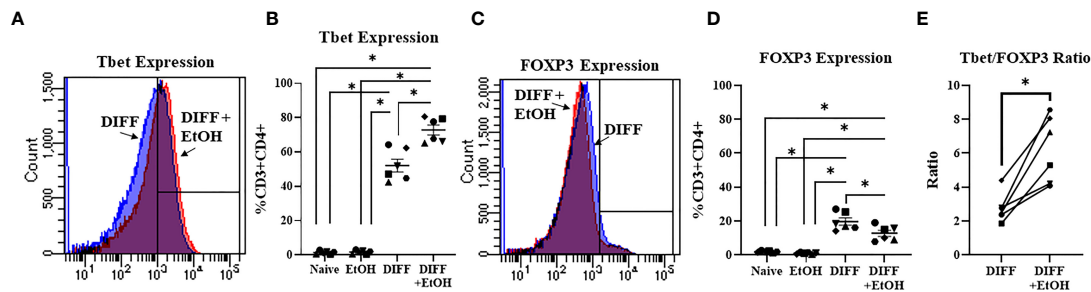 A
B
C
D
E
Tbet Expression
Tbet Expression
FOXP3 Expression
FOXP3 Expression
Tbet/FOXP3 Ratio
Count
1,500
1,000
500
0
DIFF
DIFF +
EtOH
10¹ 10² 10³ 10⁴ 10⁵
%CD3+CD4+
100
80
60
40
20
0
* * * * *
Naive EtOH DIFF DIFF
+EtOH
Count
2,000
1,500
1,000
500
0
DIFF+
EtOH
DIFF
10¹ 10² 10³ 10⁴ 10⁵
%CD3+CD4+
100
80
60
40
20
0
* * * * *
Naive EtOH DIFF DIFF
+EtOH
Ratio
10
8
6
4
2
0
*
DIFF DIFF
+EtOH